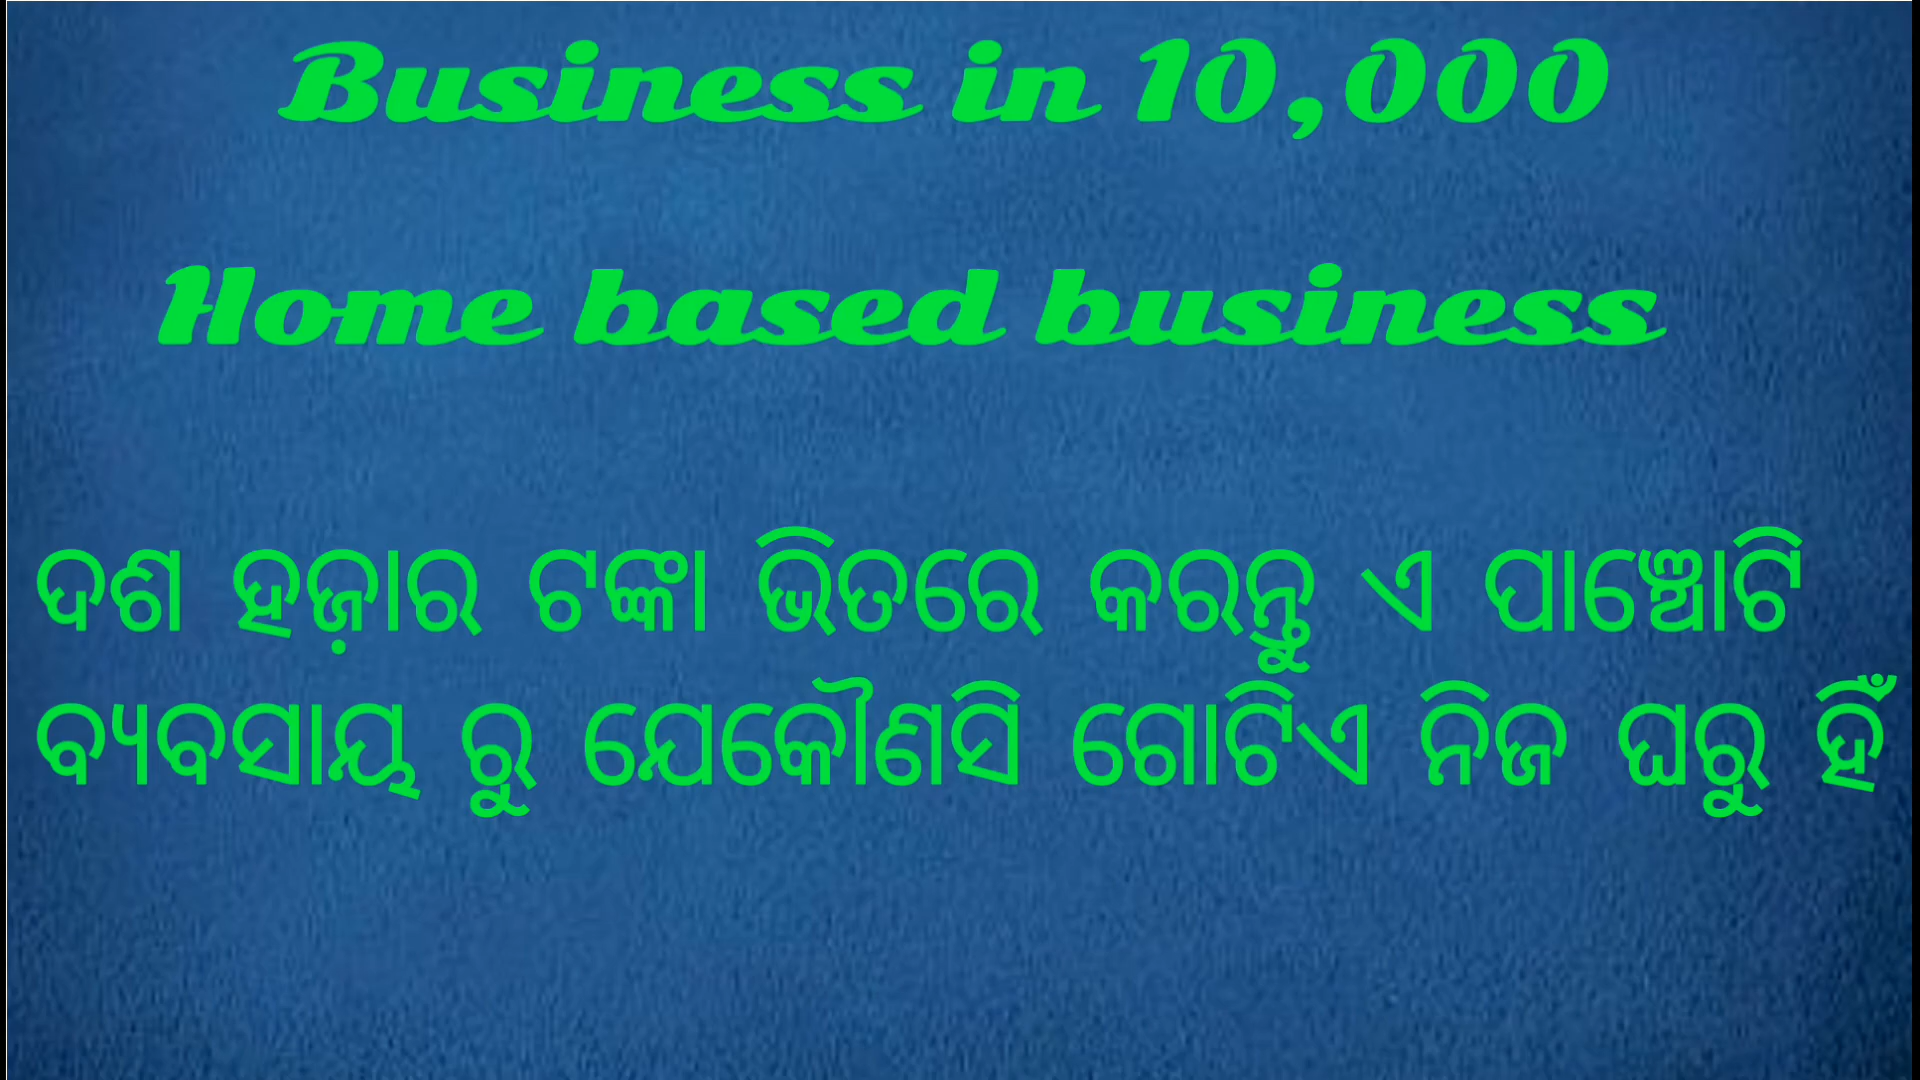 Business in 10,000
Home based business
ଦଶ ହଜ଼ାର ଟଙ୍କା ଭିତରେ କରନ୍ତୁ ଏ ପାଞ୍ଚୋଟି
ବ୍ୟବସାୟ ରୁ ଯେକୌଣସି ଗୋଟିଏ ନିଜ ଘରୁ ହିଁ